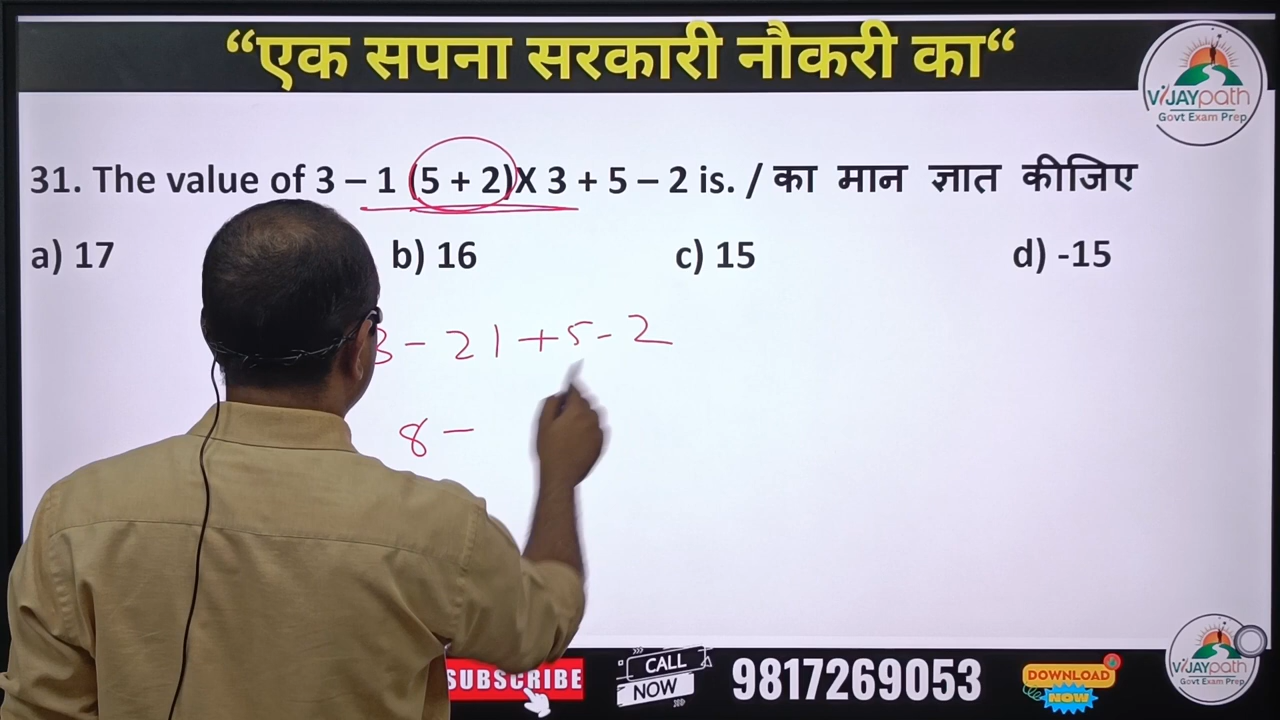 “एक सपना सरकारी नौकरी का“
VIJAYpath
Govt Exam Prep
31. The value of 3 – 1 (5 + 2)X 3 + 5 – 2 is. / का मान ज्ञात कीजिए
a) 17 b) 16 c) 15 d) -15
3 - 21 + 5 - 2
8 -
SUBSCRIBE
CALL
NOW
9817269053
DOWNLOAD
NOW
VIJAYpath
Govt Exam Prep